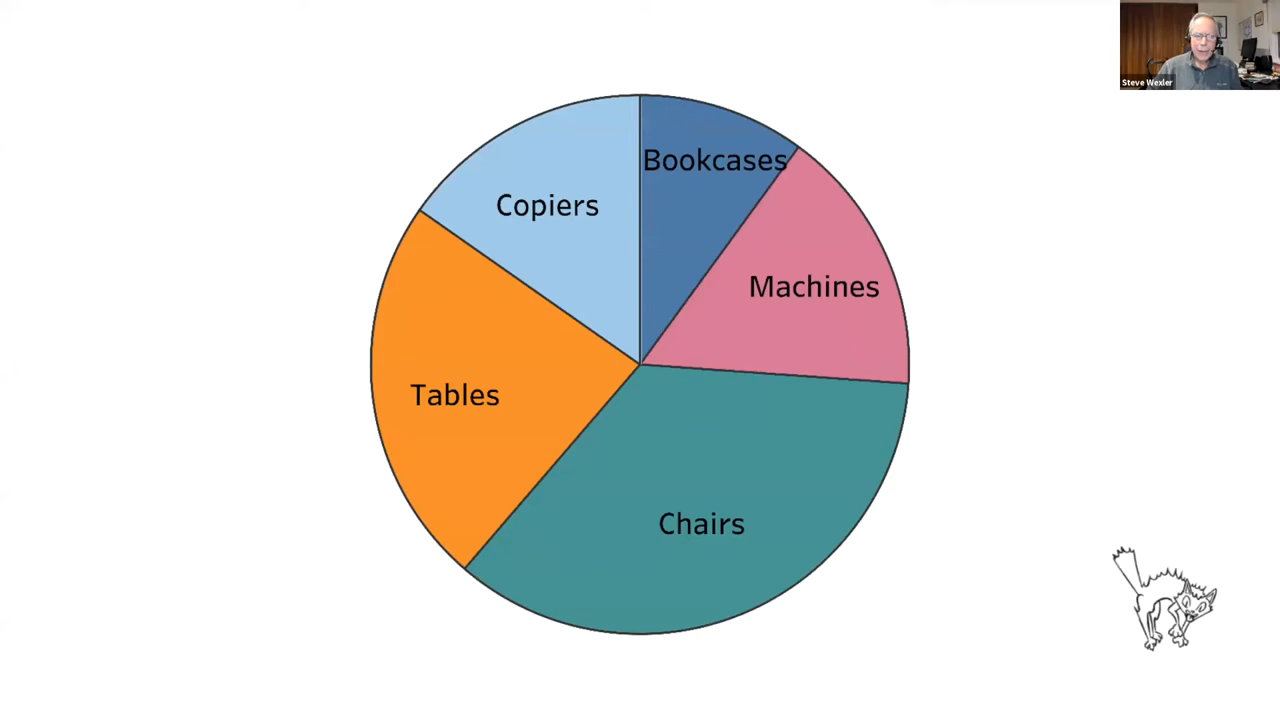 Steve Wexler
Bookcases
Copiers
Machines
Tables
Chairs